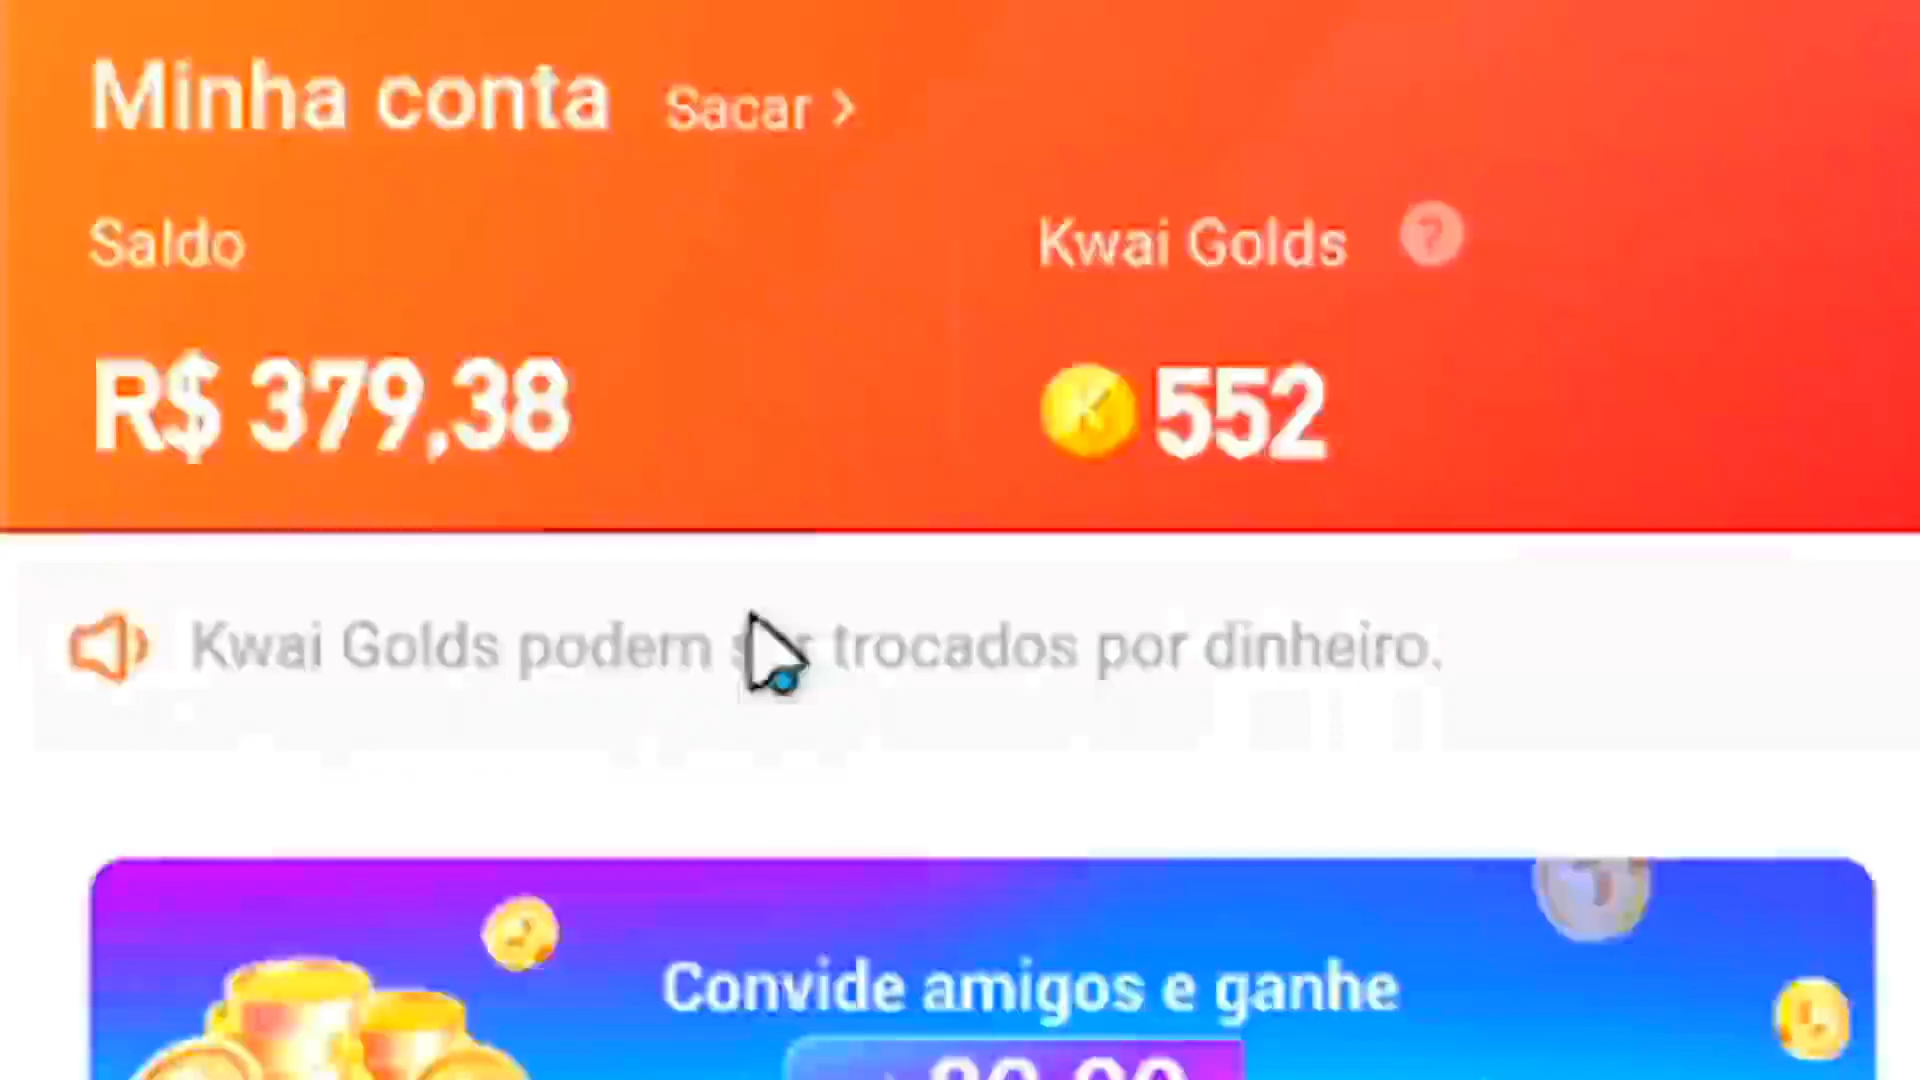 Minha conta Sacar >
Saldo
Kwai Golds ?
R$ 379,38
552
Kwai Golds podem trocados por dinheiro.
Convide amigos e ganhe